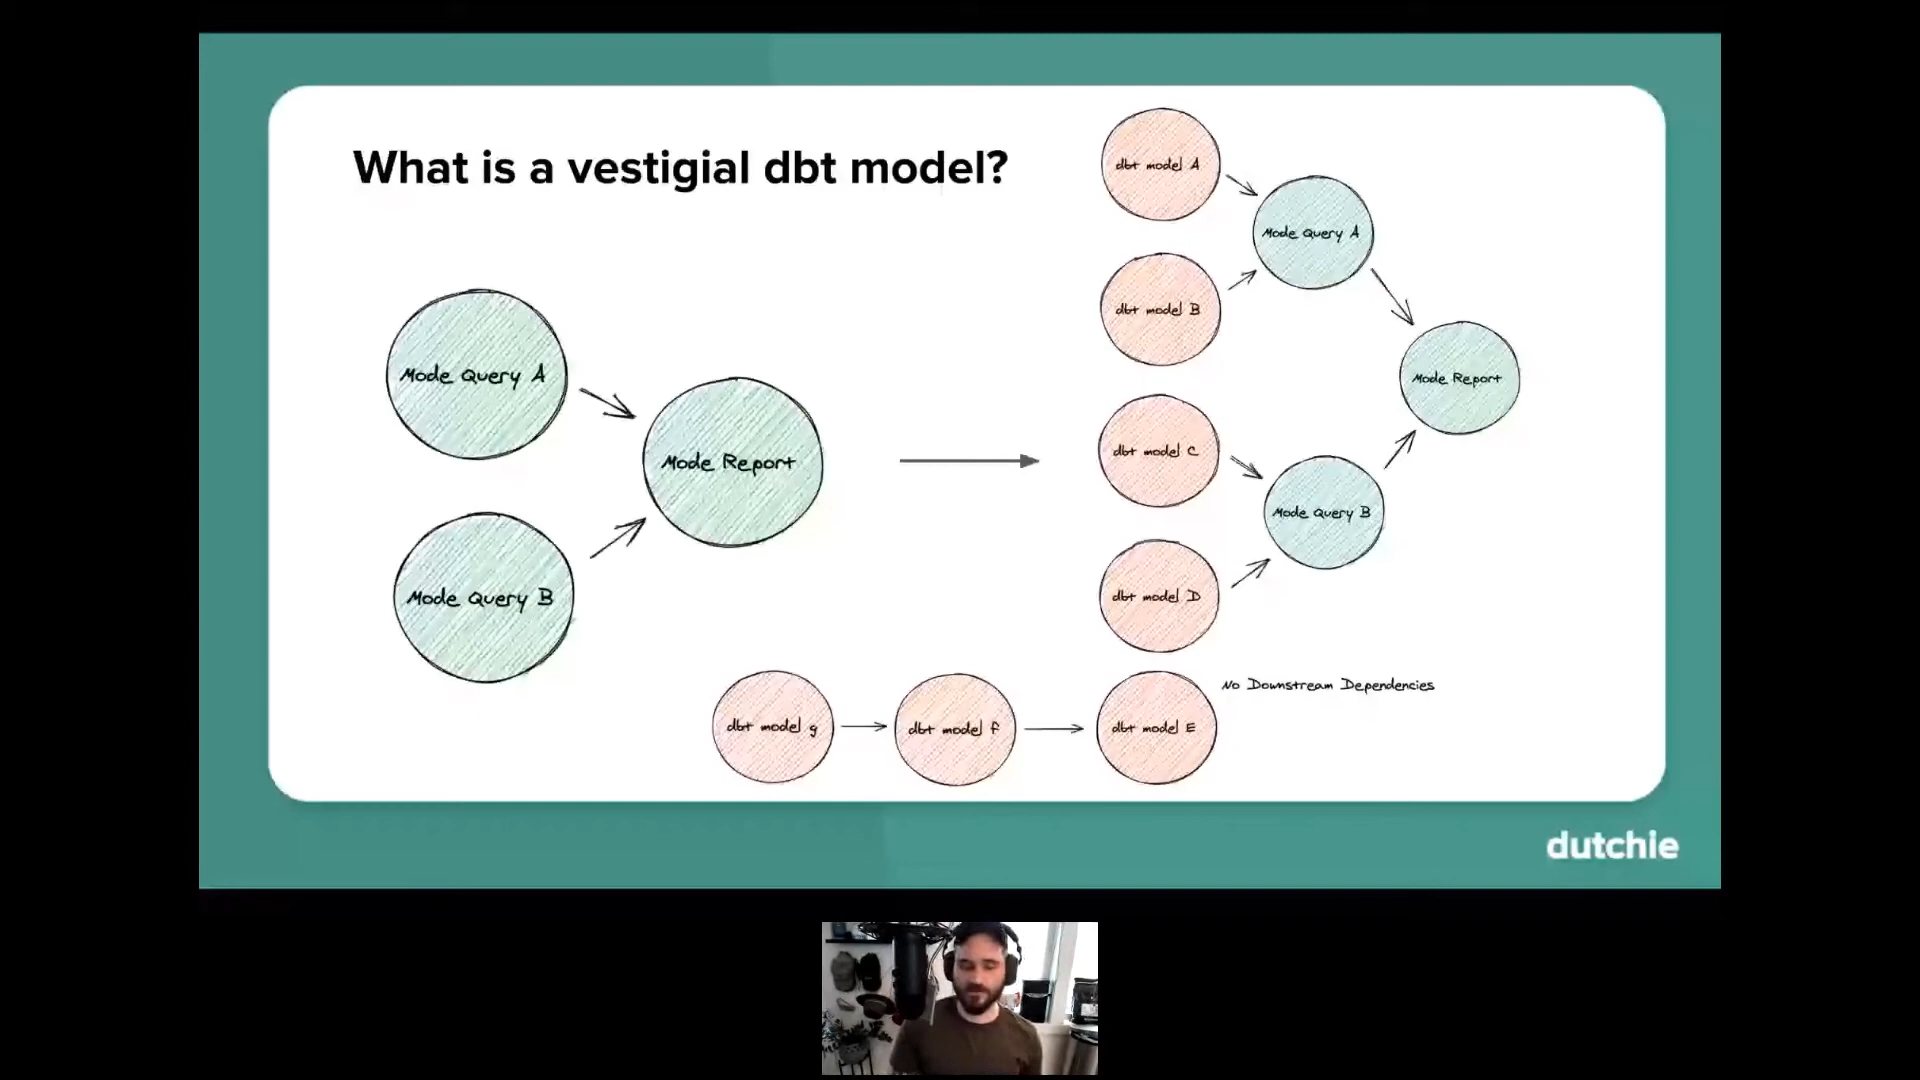 What is a vestigial dbt model?
Mode Query A
Mode Query B
Mode Report
dbt model A
dbt model B
dbt model C
dbt model D
Mode Query A
Mode Query B
Mode Report
dbt model g
dbt model f
dbt model E
No Downstream Dependencies
dutchie